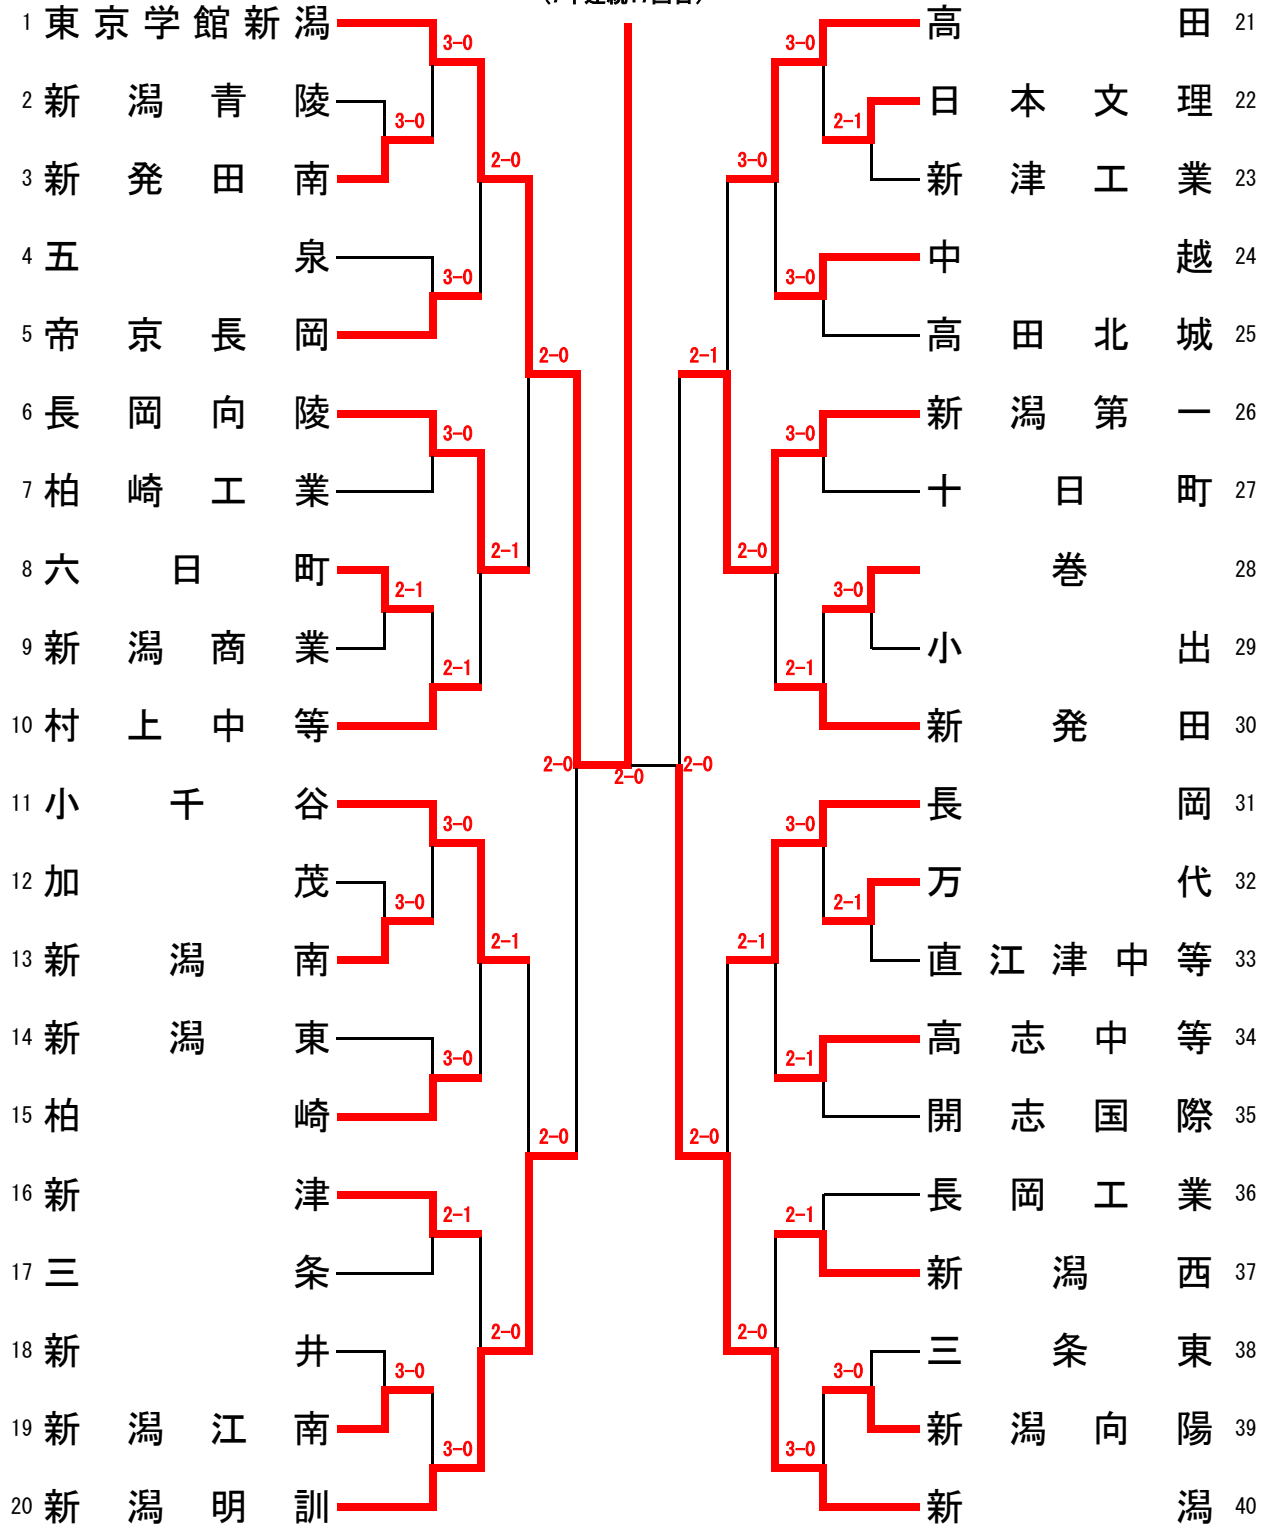 1 東京学館新潟
2 新潟青陵
3 新発田南
4 五泉
5 帝京長岡
6 長岡向陵
7 柏崎工業
8 六日町
9 新潟商業
10 村上中等
11 小千谷
12 加茂
13 新潟南
14 新潟東
15 柏崎
16 新津
17 三条
18 新井
19 新潟江南
20 新潟明訓
3-0
3-0
2-0
3-0
2-0
3-0
2-1
2-1
2-1
2-0
2-0
3-0
3-0
2-1
3-0
2-0
2-1
2-0
3-0
3-0
2-0
3-0
2-1
3-0
3-0
2-1
3-0
2-0
3-0
2-1
3-0
2-1
2-1
2-1
2-0
2-1
2-0
3-0
3-0
高田 21
日本文理 22
新津工業 23
中越 24
高田北城 25
新潟第一 26
十日町 27
巻 28
小出 29
新発田 30
長岡 31
万代 32
直江津中等 33
高志中等 34
開志国際 35
長岡工業 36
新潟西 37
三条東 38
新潟向陽 39
新潟 40